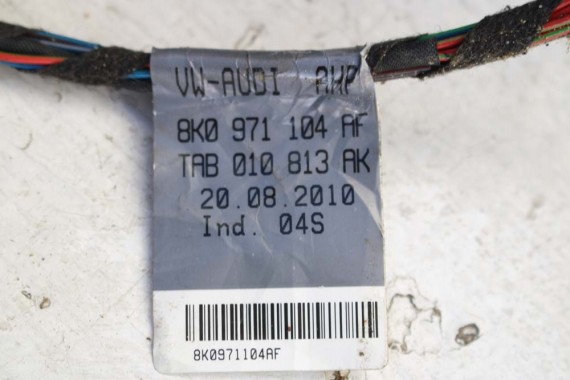 VW-AUDI AHP
8K0 971 104 AF
TAB 010 813 AK
20.08.2010
Ind. 04S
8K0971104AF